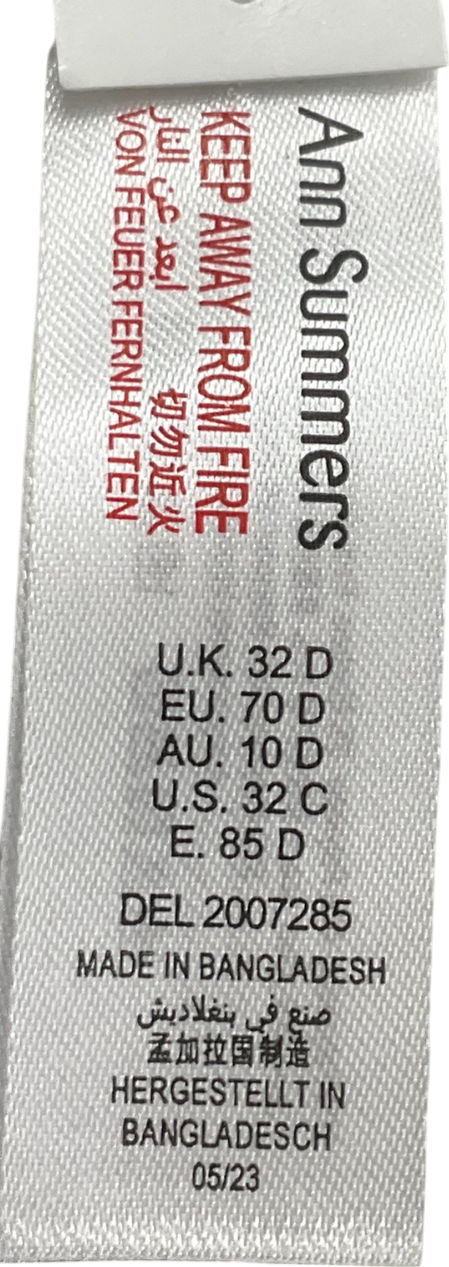 Ann Summers
KEEP AWAY FROM FIRE
ابعد عن النار 切勿近火
VON FEUER FERNHALTEN
U.K. 32 D
EU. 70 D
AU. 10 D
U.S. 32 C
E. 85 D
DEL 2007285
MADE IN BANGLADESH
صنع في بنغلاديش
孟加拉国制造
HERGESTELLT IN
BANGLADESCH
05/23